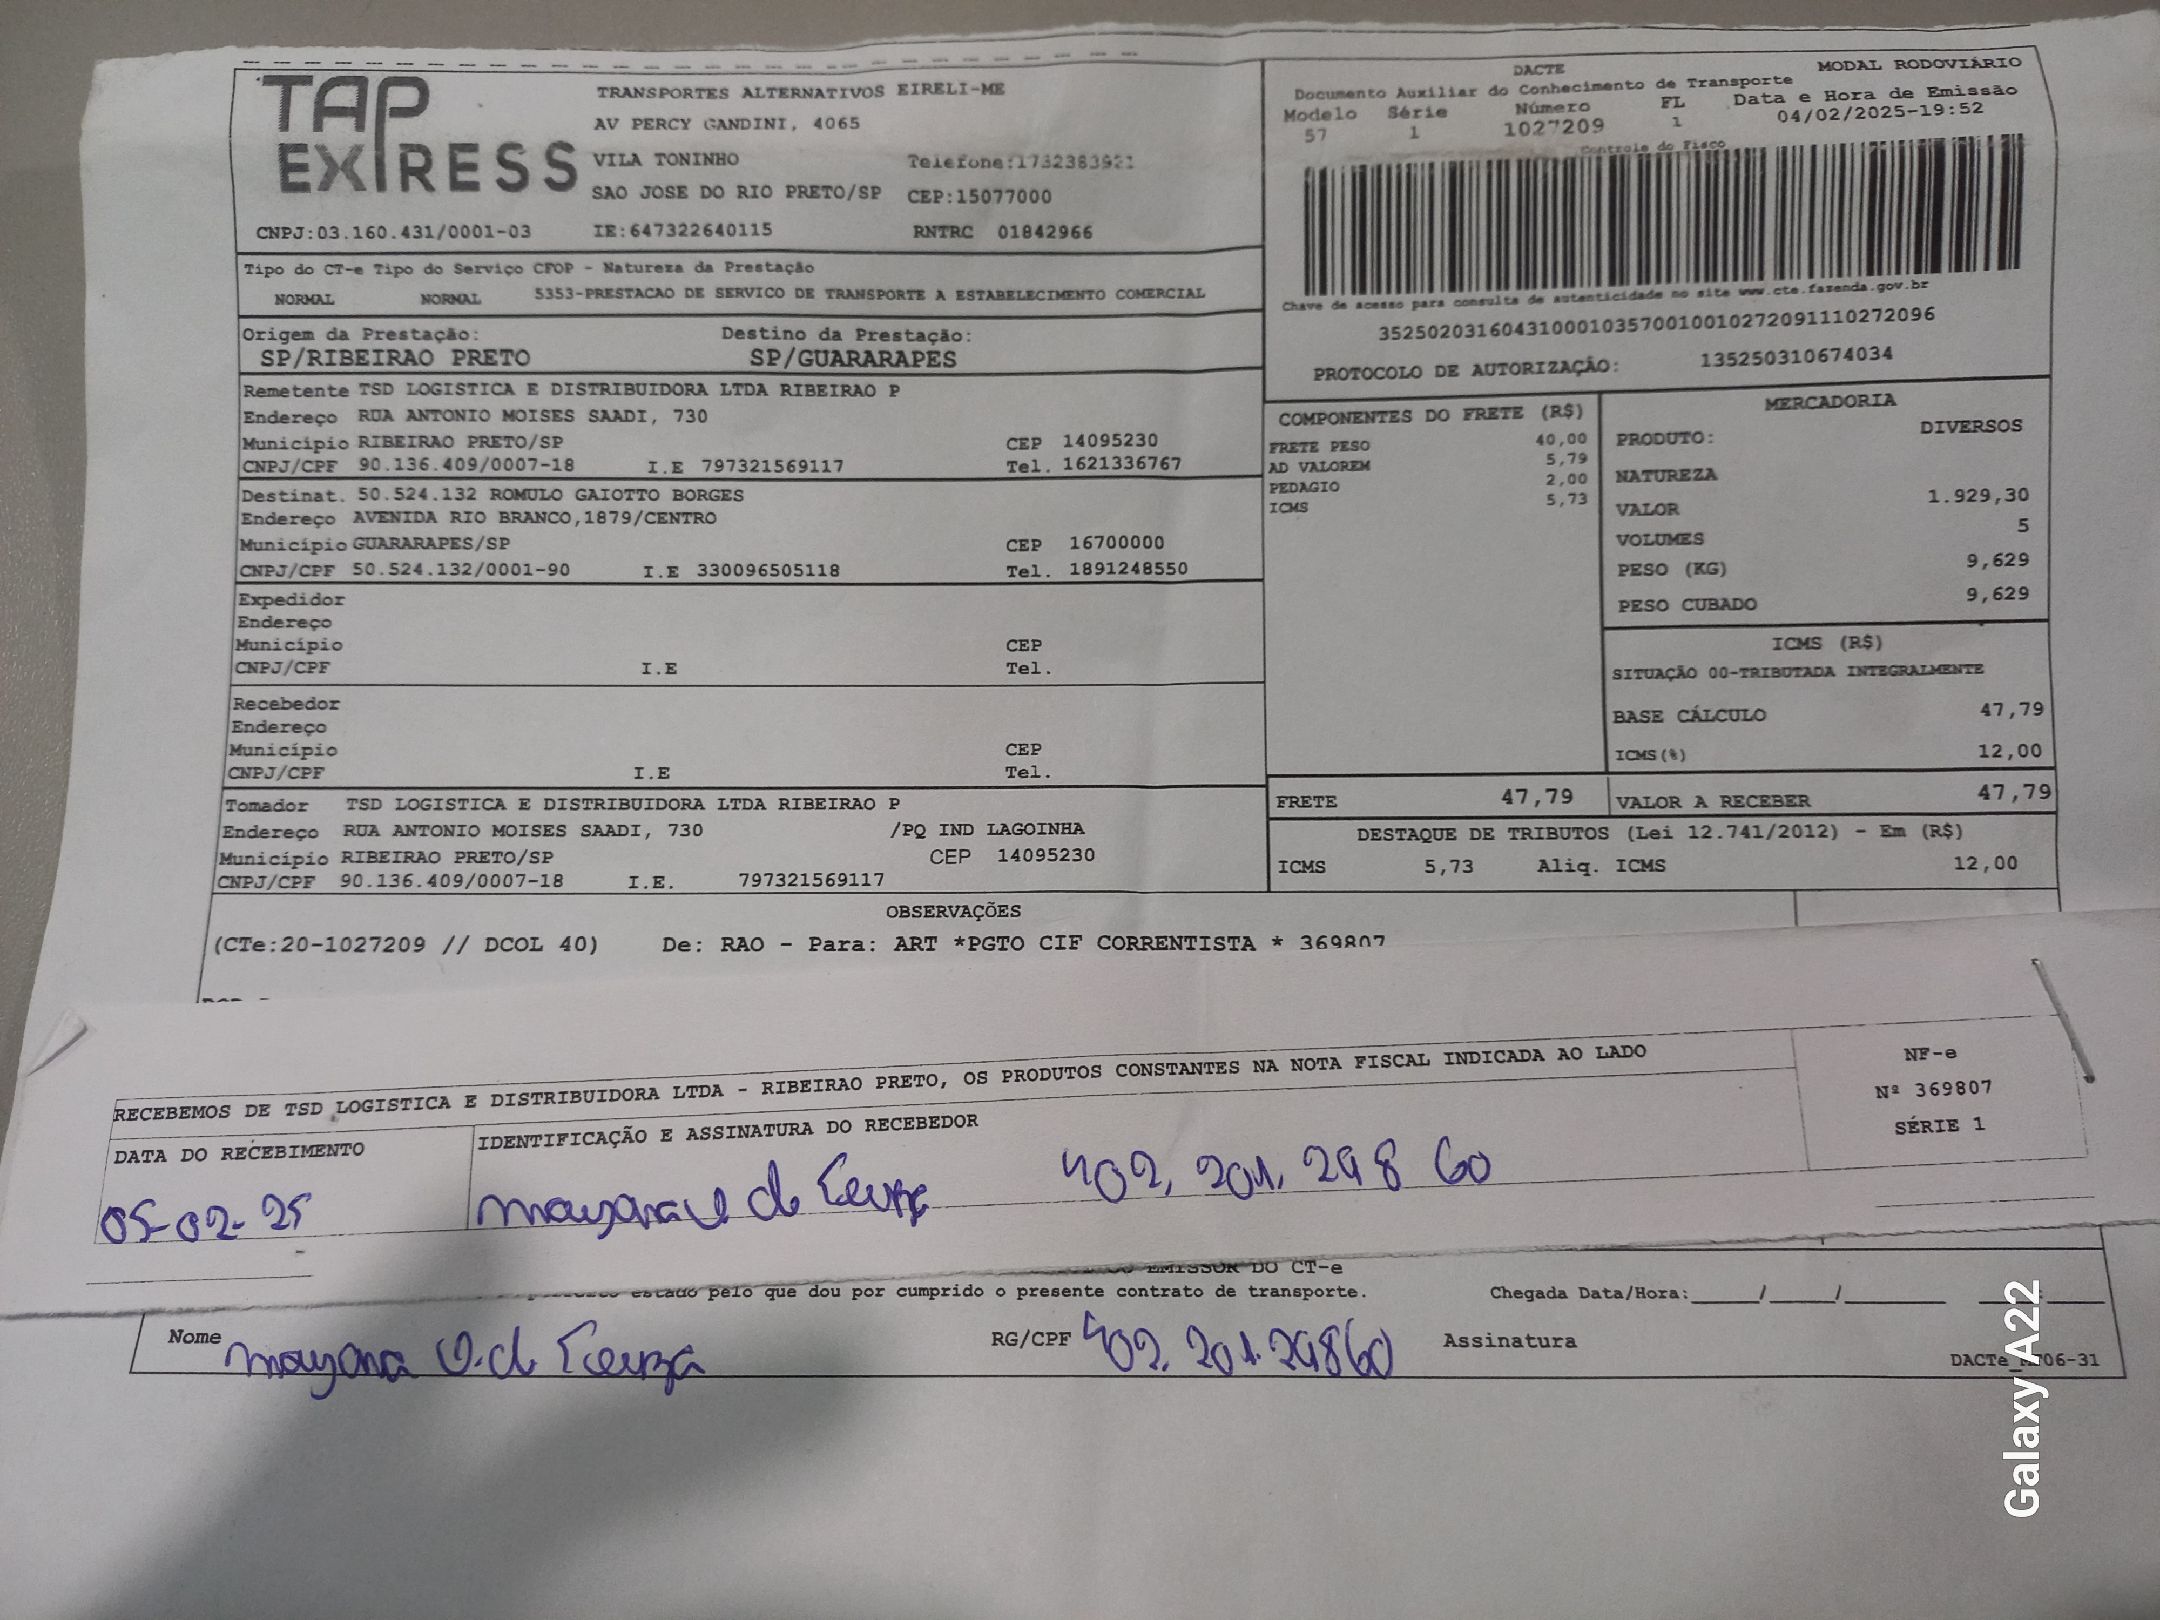 TAP EXPRESS
TRANSPORTES ALTERNATIVOS EIRELI-ME
AV PERCY GANDINI, 4065
VILA TONINHO Telefone:1732383921
SAO JOSE DO RIO PRETO/SP CEP:15077000
CNPJ:03.160.431/0001-03 IE:647322640115 RNTRC 01842966
DACTE MODAL RODOVIÁRIO
Documento Auxiliar do Conhecimento de Transporte
Modelo Série Número FL Data e Hora de Emissão
57 1 1027209 1 04/02/2025-19:52
Controle do Fisco
Chave de acesso para consulta de autenticidade no site www.cte.fazenda.gov.br
35250203160431000103570010010272091110272096
PROTOCOLO DE AUTORIZAÇÃO: 135250310674034
Tipo do CT-e Tipo do Serviço CFOP - Natureza da Prestação
NORMAL NORMAL 5353-PRESTACAO DE SERVICO DE TRANSPORTE A ESTABELECIMENTO COMERCIAL
Origem da Prestação: Destino da Prestação:
SP/RIBEIRAO PRETO SP/GUARARAPES
Remetente TSD LOGISTICA E DISTRIBUIDORA LTDA RIBEIRAO P
Endereço RUA ANTONIO MOISES SAADI, 730
Município RIBEIRAO PRETO/SP CEP 14095230
CNPJ/CPF 90.136.409/0007-18 I.E 797321569117 Tel. 1621336767
Destinat. 50.524.132 ROMULO GAIOTTO BORGES
Endereço AVENIDA RIO BRANCO,1879/CENTRO
Município GUARARAPES/SP CEP 16700000
CNPJ/CPF 50.524.132/0001-90 I.E 330096505118 Tel. 1891248550
Expedidor
Endereço
Município CEP
CNPJ/CPF I.E Tel.
Recebedor
Endereço
Município CEP
CNPJ/CPF I.E Tel.
Tomador TSD LOGISTICA E DISTRIBUIDORA LTDA RIBEIRAO P
Endereço RUA ANTONIO MOISES SAADI, 730 /PQ IND LAGOINHA
Município RIBEIRAO PRETO/SP CEP 14095230
CNPJ/CPF 90.136.409/0007-18 I.E. 797321569117
COMPONENTES DO FRETE (R$)
FRETE PESO 40,00
AD VALOREM 5,79
PEDAGIO 2,00
ICMS 5,73
MERCADORIA
PRODUTO: DIVERSOS
NATUREZA
VALOR 1.929,30
VOLUMES 5
PESO (KG) 9,629
PESO CUBADO 9,629
ICMS (R$)
SITUAÇÃO 00-TRIBUTADA INTEGRALMENTE
BASE CÁLCULO 47,79
ICMS(%) 12,00
FRETE 47,79 VALOR A RECEBER 47,79
DESTAQUE DE TRIBUTOS (Lei 12.741/2012) - Em (R$)
ICMS 5,73 Aliq. ICMS 12,00
OBSERVAÇÕES
(CTe:20-1027209 // DCOL 40) De: RAO - Para: ART *PGTO CIF CORRENTISTA * 369807
RECEBEMOS DE TSD LOGISTICA E DISTRIBUIDORA LTDA - RIBEIRAO PRETO, OS PRODUTOS CONSTANTES NA NOTA FISCAL INDICADA AO LADO
NF-e
Nº 369807
SÉRIE 1
DATA DO RECEBIMENTO IDENTIFICAÇÃO E ASSINATURA DO RECEBEDOR
05-02-25 402.201.298 60
EMISSOR DO CT-e
estado pelo que dou por cumprido o presente contrato de transporte. Chegada Data/Hora:____/____/____
Nome RG/CPF 402.201.29860 Assinatura
Galaxy A22